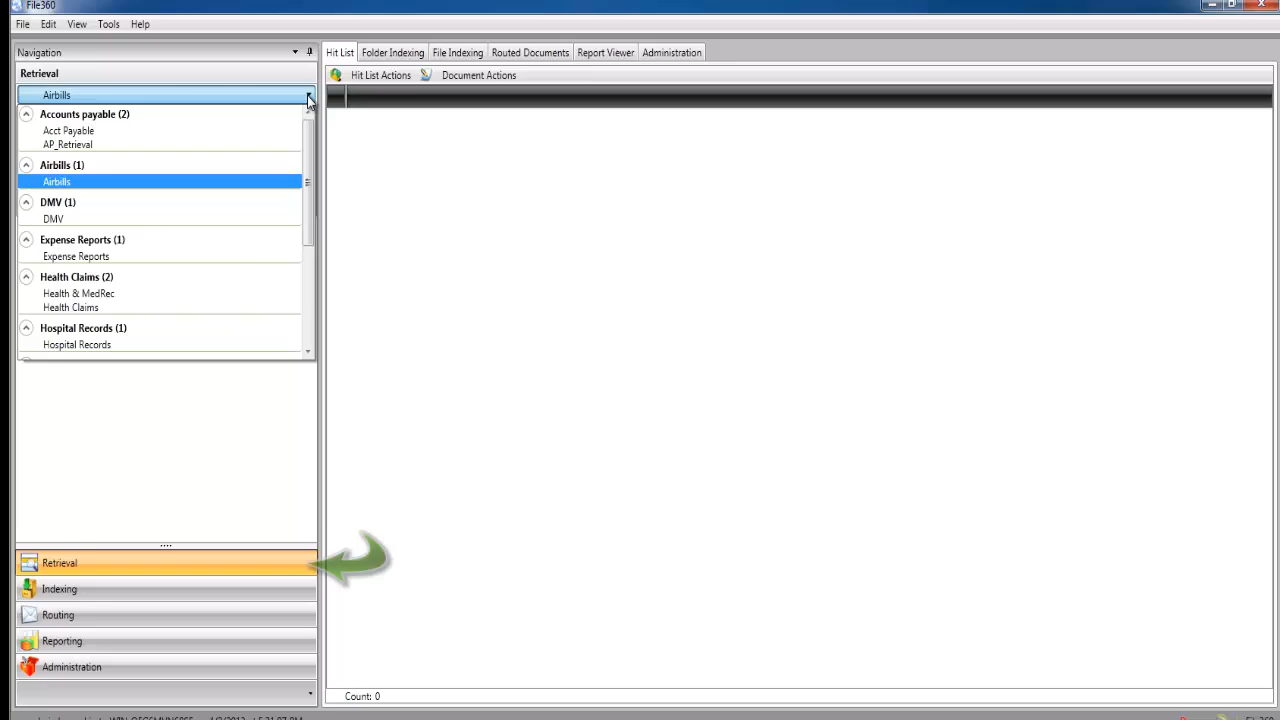 File360
File Edit View Tools Help
Navigation
Hit List Folder Indexing File Indexing Routed Documents Report Viewer Administration
Retrieval
Hit List Actions Document Actions
Airbills
Accounts payable (2)
Acct Payable
AP_Retrieval
Airbills (1)
Airbills
DMV (1)
DMV
Expense Reports (1)
Expense Reports
Health Claims (2)
Health & MedRec
Health Claims
Hospital Records (1)
Hospital Records
Retrieval
Indexing
Routing
Reporting
Administration
Count: 0